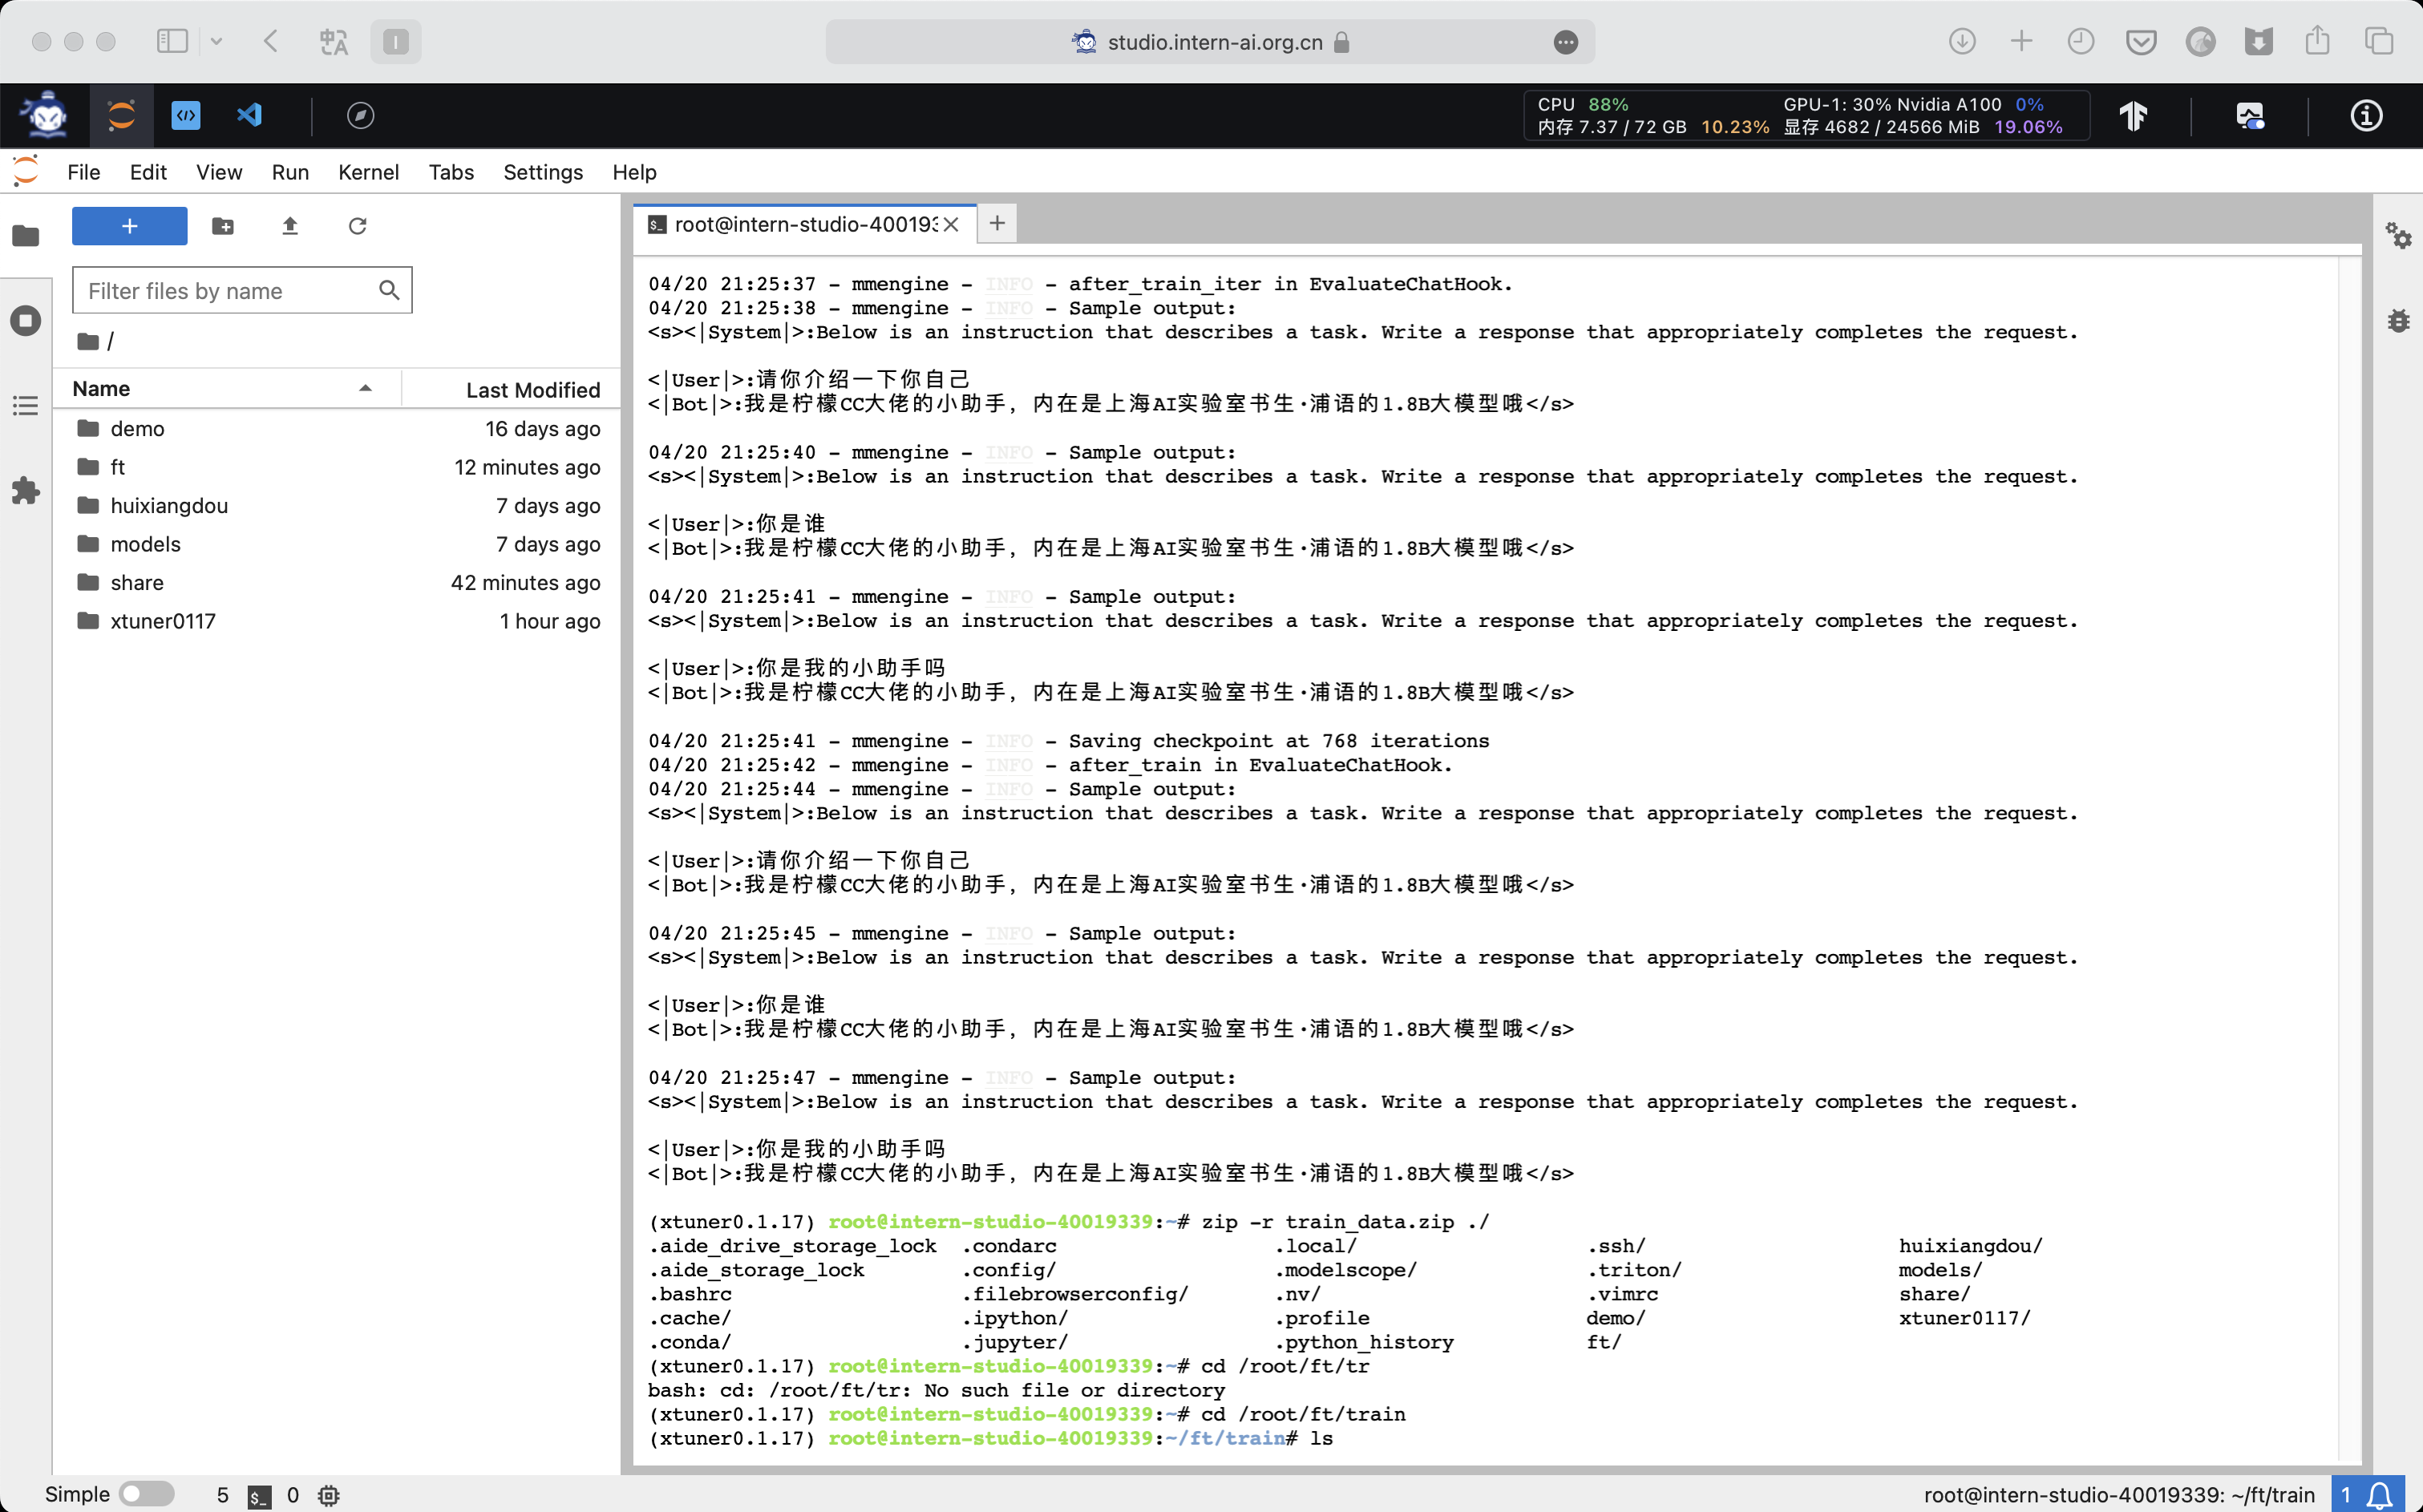 studio.intern-ai.org.cn
CPU 88% GPU-1: 30% Nvidia A100 0%
内存 7.37 / 72 GB 10.23% 显存 4682 / 24566 MiB 19.06%
File Edit View Run Kernel Tabs Settings Help
root@intern-studio-400193
Filter files by name
/
Name Last Modified
demo 16 days ago
ft 12 minutes ago
huixiangdou 7 days ago
models 7 days ago
share 42 minutes ago
xtuner0117 1 hour ago
04/20 21:25:37 - mmengine - INFO - after_train_iter in EvaluateChatHook.
04/20 21:25:38 - mmengine - INFO - Sample output:
<s><|System|>:Below is an instruction that describes a task. Write a response that appropriately completes the request.
<|User|>:请你介绍一下你自己
<|Bot|>:我是柠檬CC大佬的小助手，内在是上海AI实验室书生·浦语的1.8B大模型哦</s>
04/20 21:25:40 - mmengine - INFO - Sample output:
<s><|System|>:Below is an instruction that describes a task. Write a response that appropriately completes the request.
<|User|>:你是谁
<|Bot|>:我是柠檬CC大佬的小助手，内在是上海AI实验室书生·浦语的1.8B大模型哦</s>
04/20 21:25:41 - mmengine - INFO - Sample output:
<s><|System|>:Below is an instruction that describes a task. Write a response that appropriately completes the request.
<|User|>:你是我的小助手吗
<|Bot|>:我是柠檬CC大佬的小助手，内在是上海AI实验室书生·浦语的1.8B大模型哦</s>
04/20 21:25:41 - mmengine - INFO - Saving checkpoint at 768 iterations
04/20 21:25:42 - mmengine - INFO - after_train in EvaluateChatHook.
04/20 21:25:44 - mmengine - INFO - Sample output:
<s><|System|>:Below is an instruction that describes a task. Write a response that appropriately completes the request.
<|User|>:请你介绍一下你自己
<|Bot|>:我是柠檬CC大佬的小助手，内在是上海AI实验室书生·浦语的1.8B大模型哦</s>
04/20 21:25:45 - mmengine - INFO - Sample output:
<s><|System|>:Below is an instruction that describes a task. Write a response that appropriately completes the request.
<|User|>:你是谁
<|Bot|>:我是柠檬CC大佬的小助手，内在是上海AI实验室书生·浦语的1.8B大模型哦</s>
04/20 21:25:47 - mmengine - INFO - Sample output:
<s><|System|>:Below is an instruction that describes a task. Write a response that appropriately completes the request.
<|User|>:你是我的小助手吗
<|Bot|>:我是柠檬CC大佬的小助手，内在是上海AI实验室书生·浦语的1.8B大模型哦</s>
(xtuner0.1.17) root@intern-studio-40019339:~# zip -r train_data.zip ./
.aide_drive_storage_lock .condarc .local/ .ssh/ huixiangdou/
.aide_storage_lock .config/ .modelscope/ .triton/ models/
.bashrc .filebrowserconfig/ .nv/ .vimrc share/
.cache/ .ipython/ .profile demo/ xtuner0117/
.conda/ .jupyter/ .python_history ft/
(xtuner0.1.17) root@intern-studio-40019339:~# cd /root/ft/tr
bash: cd: /root/ft/tr: No such file or directory
(xtuner0.1.17) root@intern-studio-40019339:~# cd /root/ft/train
(xtuner0.1.17) root@intern-studio-40019339:~/ft/train# ls
Simple 5 0 root@intern-studio-40019339: ~/ft/train 1